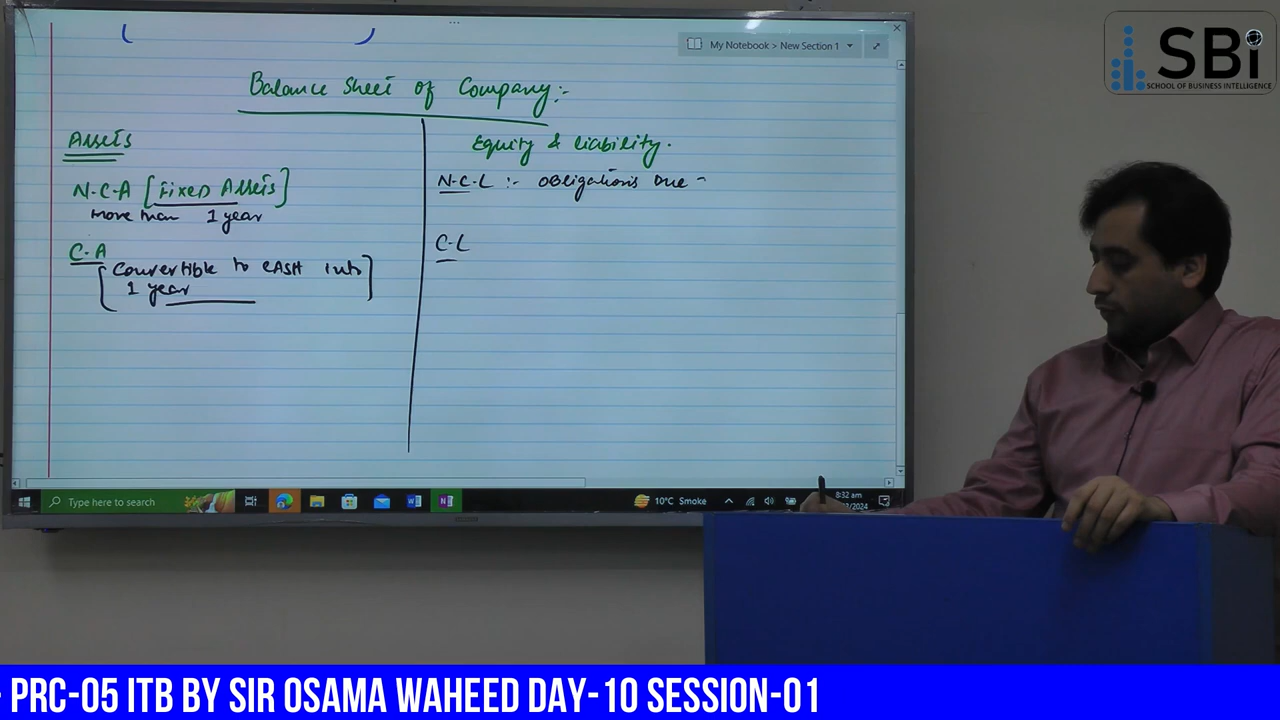 My Notebook > New Section 1
SBi
SCHOOL OF BUSINESS INTELLIGENCE
Balance Sheet of Company:-
Assets
N.C.A [Fixed Assets]
More than 1 year
C.A
Convertible to CASH into
1 year
Equity & liability.
N.C.L :- obligations Due -
C.L
Type here to search
10°C Smoke
8:32 am
/2024
PRC-05 ITB BY SIR OSAMA WAHEED DAY-10 SESSION-01